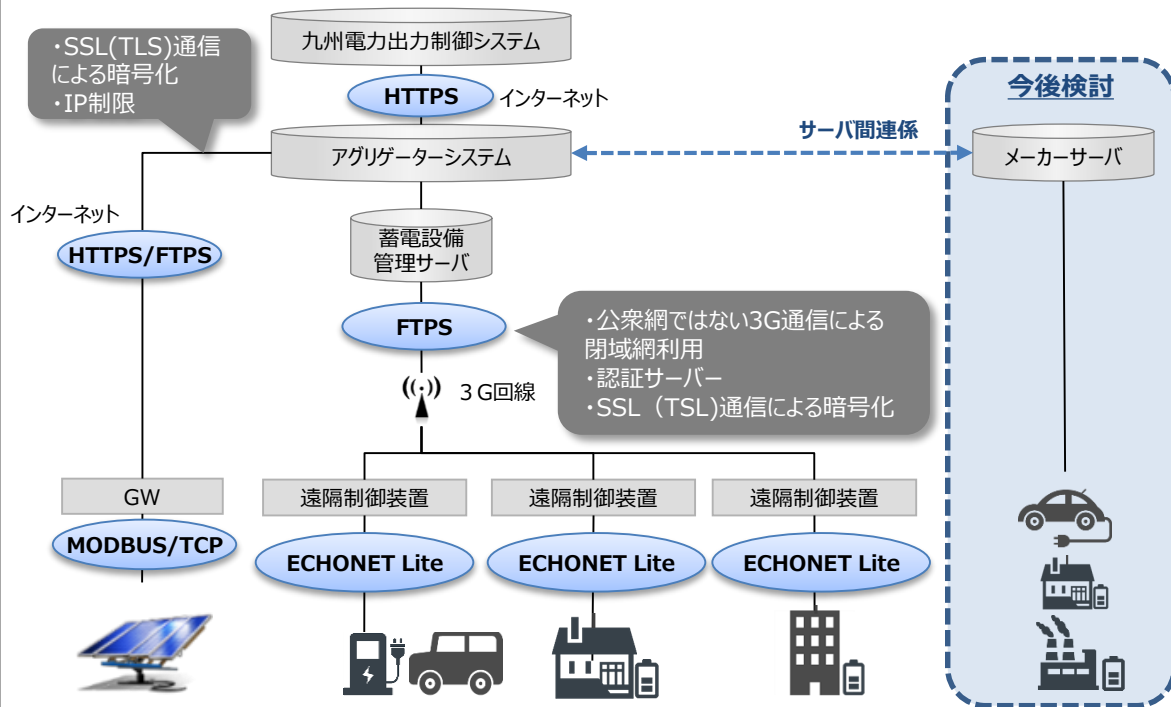 九州電力出力制御システム
・SSL(TLS)通信
による暗号化
・IP制限
HTTPS
インターネット
今後検討
サーバ間連係
アグリゲーターシステム
メーカーサーバ
インターネット
HTTPS/FTPS
蓄電設備
管理サーバ
FTPS
・公衆網ではない3G通信による
閉域網利用
・認証サーバー
・SSL（TSL)通信による暗号化
３G回線
GW
遠隔制御装置
遠隔制御装置
遠隔制御装置
MODBUS/TCP
ECHONET Lite
ECHONET Lite
ECHONET Lite